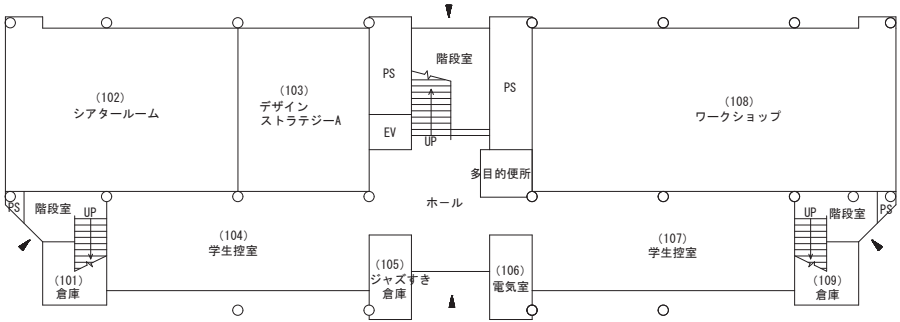 階段室
PS
PS
(102)
シアタールーム
(103)
デザイン
ストラテジーA
(108)
ワークショップ
EV
UP
多目的便所
ホール
PS
階段室
UP
(104)
学生控室
(107)
学生控室
UP
階段室
PS
(101)
倉庫
(105)
ジャズすき
倉庫
(106)
電気室
(109)
倉庫